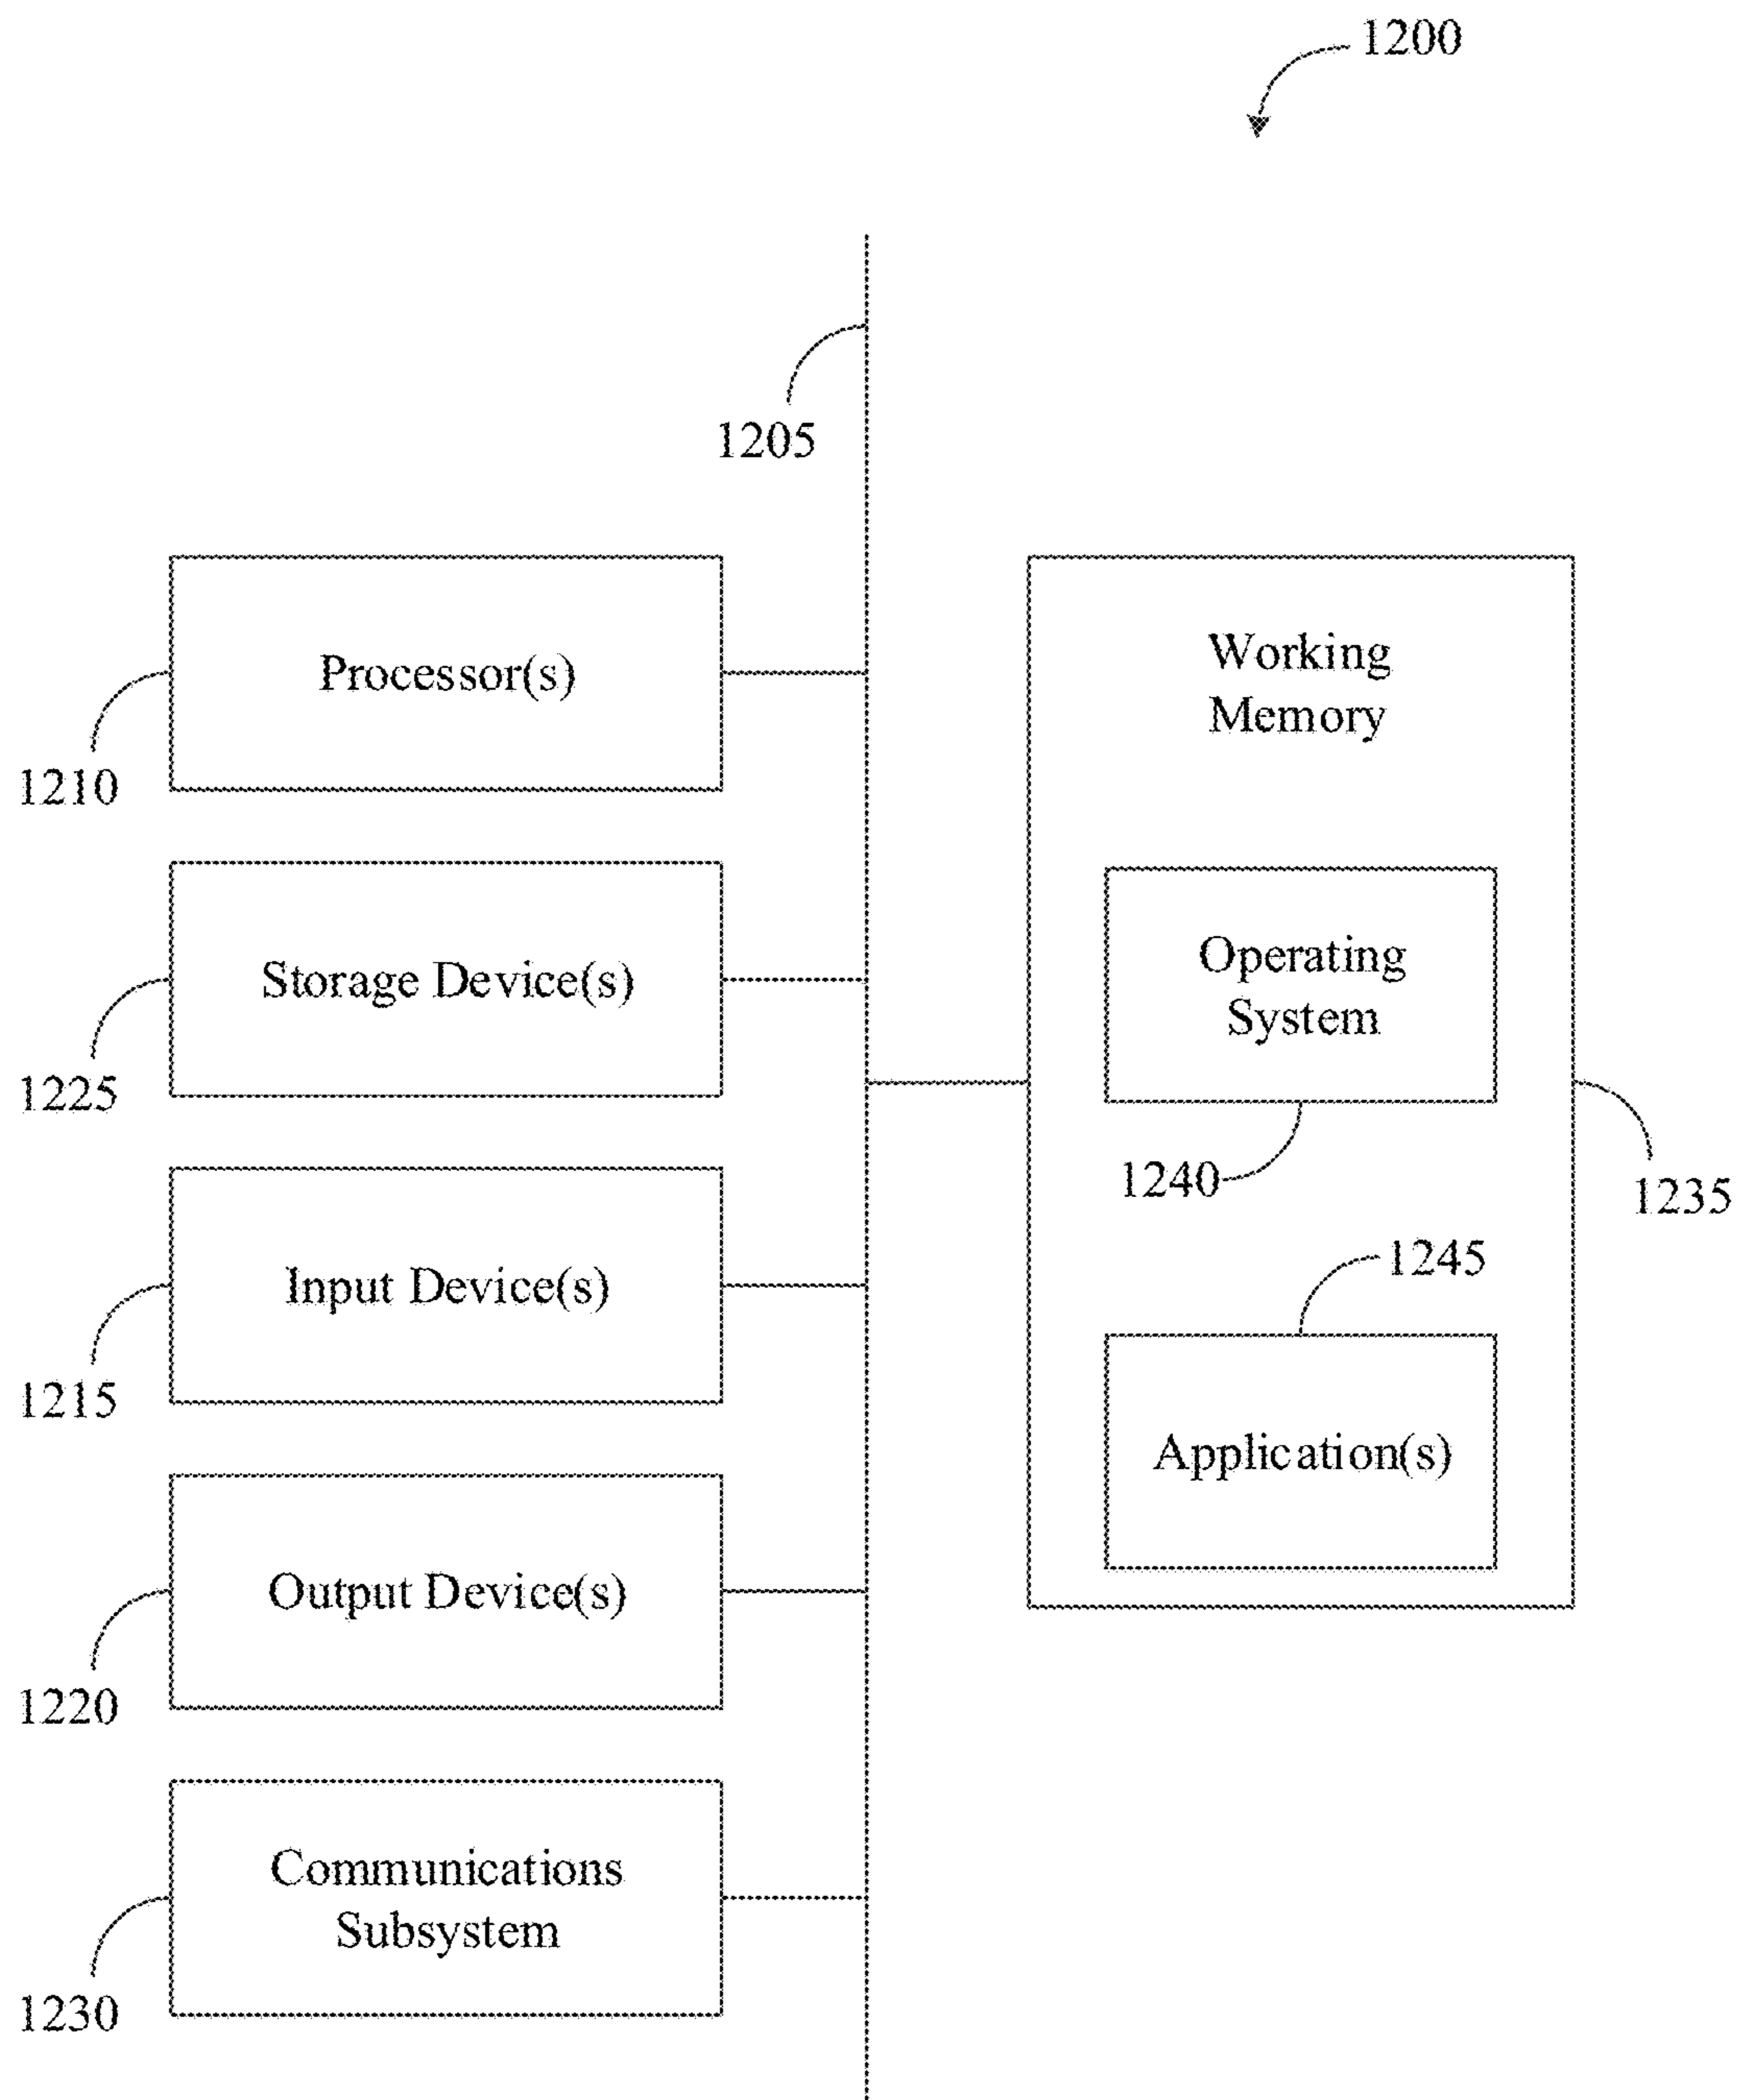 1200
1205
Processor(s)
1210
Storage Device(s)
1225
Input Device(s)
1215
Output Device(s)
1220
Communications
Subsystem
1230
Working
Memory
Operating
System
1240
1235
1245
Application(s)